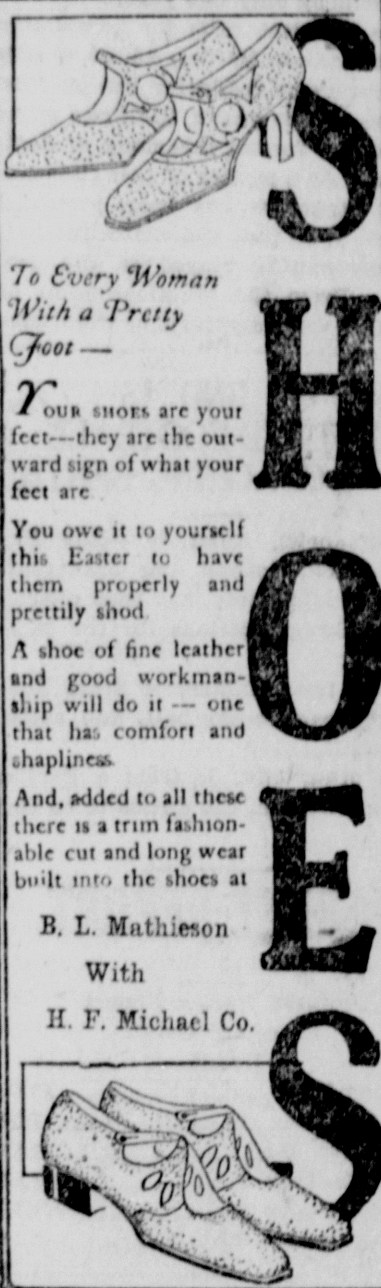 SHOES
To Every Woman
With a Pretty
Foot —
YOUR SHOES are your
feet—they are the out-
ward sign of what your
feet are.
You owe it to yourself
this Easter to have
them properly and
prettily shod.
A shoe of fine leather
and good workman-
ship will do it — one
that has comfort and
shapliness.
And, added to all these
there is a trim fashion-
able cut and long wear
built into the shoes at
B. L. Mathieson
With
H. F. Michael Co.